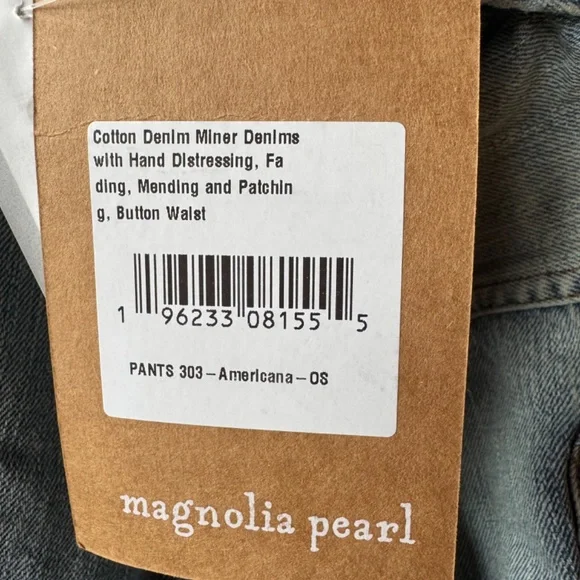 Cotton Denim Miner Denims
with Hand Distressing, Fa
ding, Mending and Patchin
g, Button Waist
1 96233 08155 5
PANTS 303-Americana-OS
magnolia pearl